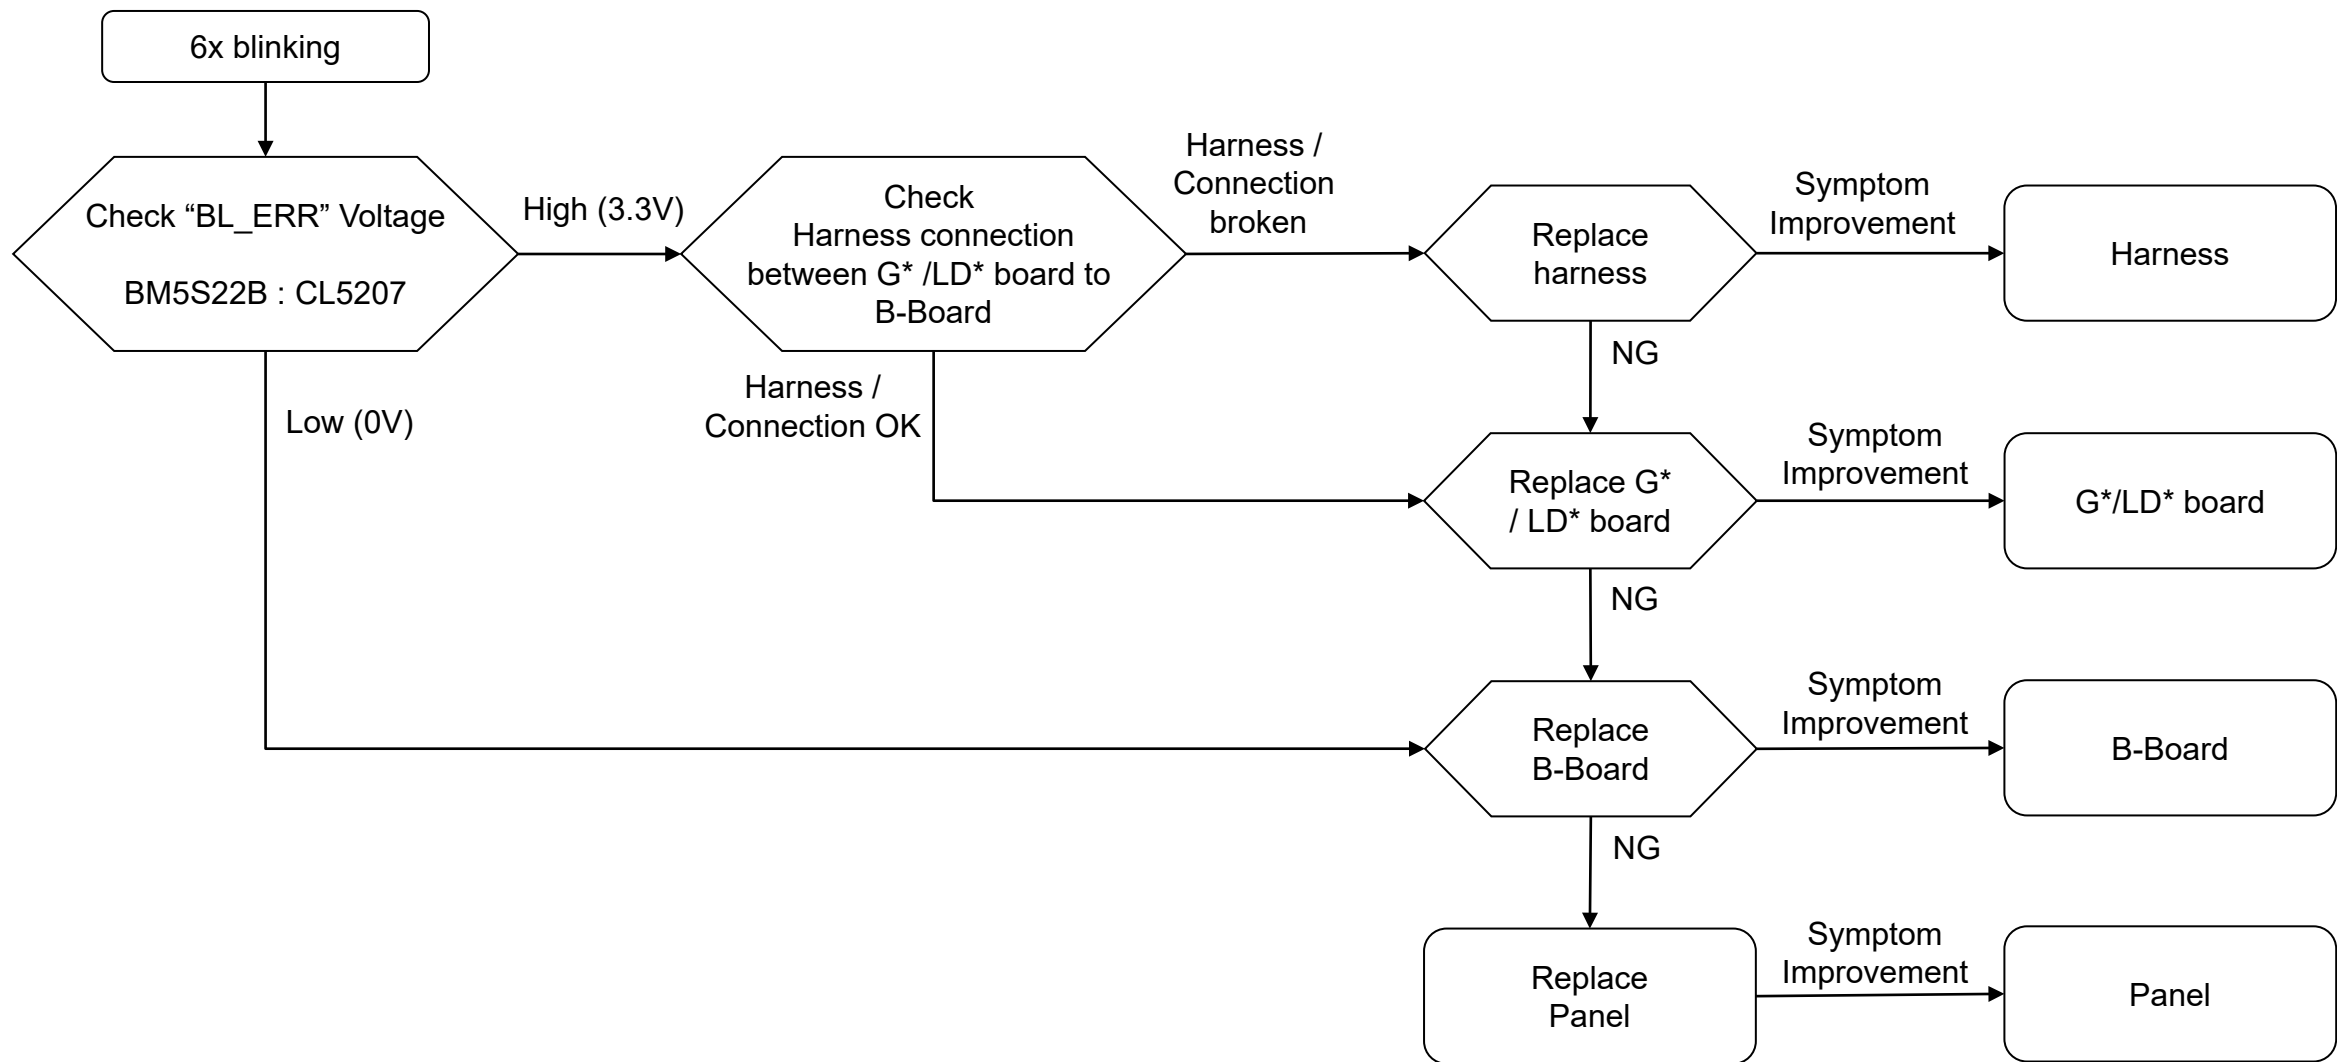 6x blinking
Check “BL_ERR” Voltage
BM5S22B : CL5207
High (3.3V)
Low (0V)
Check
Harness connection
between G* /LD* board to
B-Board
Harness /
Connection
broken
Harness /
Connection OK
Replace
harness
Symptom
Improvement
Harness
NG
Replace G*
/ LD* board
Symptom
Improvement
G*/LD* board
NG
Replace
B-Board
Symptom
Improvement
B-Board
NG
Replace
Panel
Symptom
Improvement
Panel